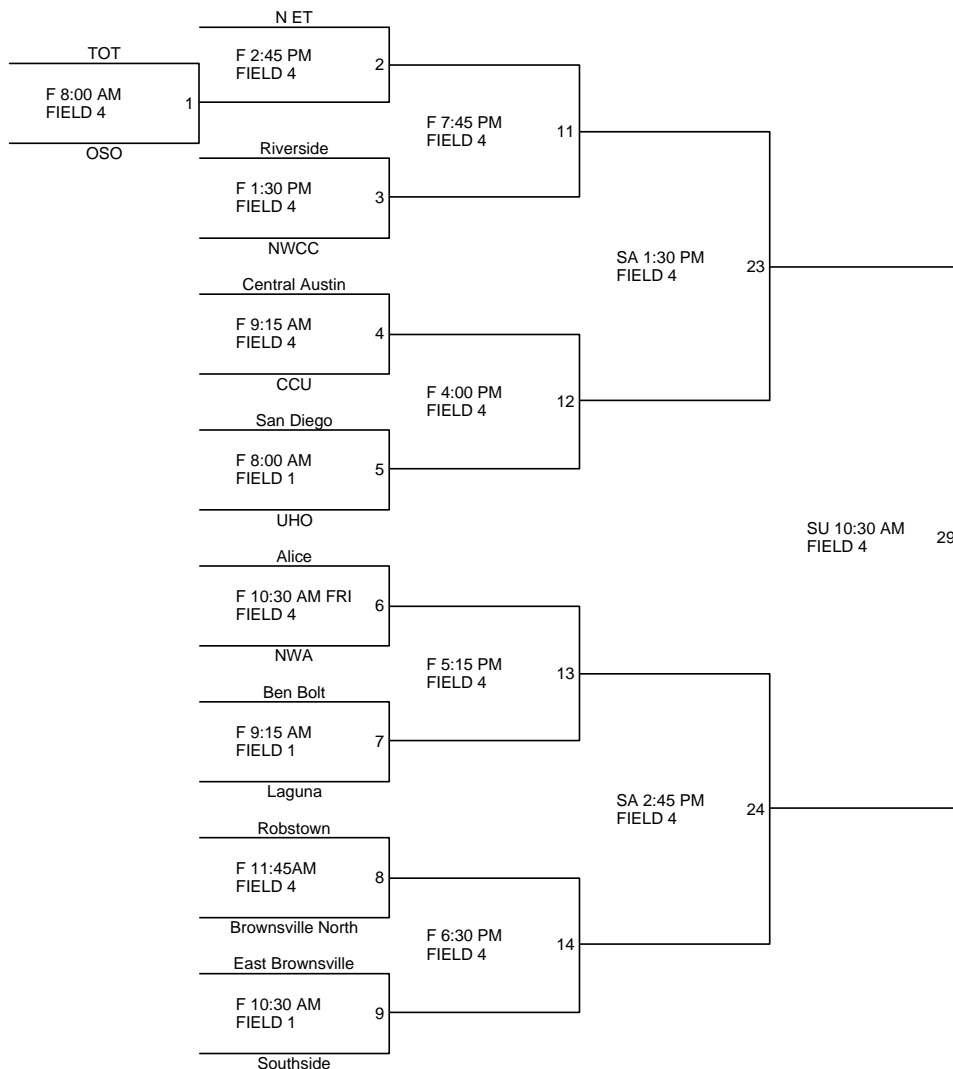 N ET
TOT
F 2:45 PM
FIELD 4
2
F 8:00 AM
FIELD 4
1
OSO
F 7:45 PM
FIELD 4
11
Riverside
F 1:30 PM
FIELD 4
3
NWCC
SA 1:30 PM
FIELD 4
23
Central Austin
F 9:15 AM
FIELD 4
4
CCU
F 4:00 PM
FIELD 4
12
San Diego
F 8:00 AM
FIELD 1
5
UHO
SU 10:30 AM
FIELD 4
29
Alice
F 10:30 AM FRI
FIELD 4
6
NWA
F 5:15 PM
FIELD 4
13
Ben Bolt
F 9:15 AM
FIELD 1
7
Laguna
SA 2:45 PM
FIELD 4
24
Robstown
F 11:45AM
FIELD 4
8
Brownsville North
F 6:30 PM
FIELD 4
14
East Brownsville
F 10:30 AM
FIELD 1
9
Southside